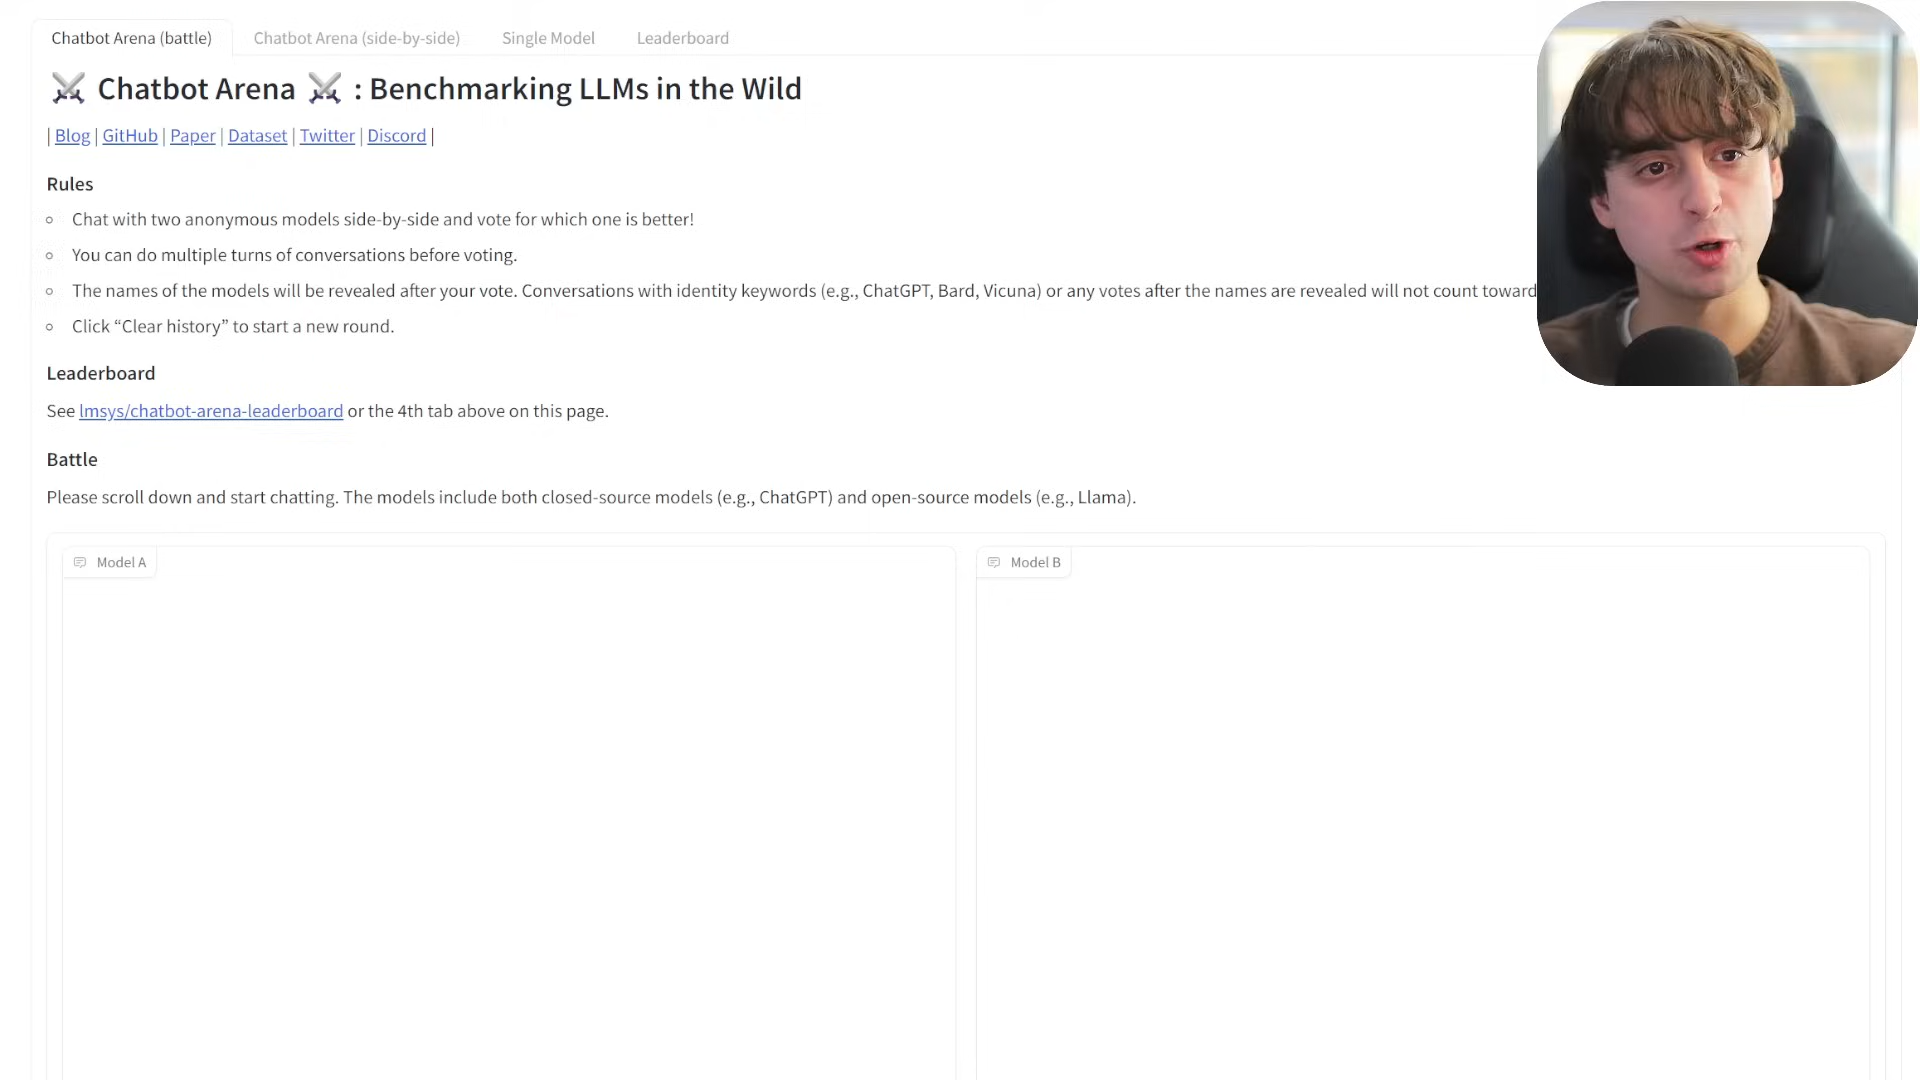 Chatbot Arena (battle) Chatbot Arena (side-by-side) Single Model Leaderboard
⚔️ Chatbot Arena ⚔️ : Benchmarking LLMs in the Wild
| Blog | GitHub | Paper | Dataset | Twitter | Discord |
Rules
Chat with two anonymous models side-by-side and vote for which one is better!
You can do multiple turns of conversations before voting.
The names of the models will be revealed after your vote. Conversations with identity keywords (e.g., ChatGPT, Bard, Vicuna) or any votes after the names are revealed will not count toward
Click “Clear history” to start a new round.
Leaderboard
See lmsys/chatbot-arena-leaderboard or the 4th tab above on this page.
Battle
Please scroll down and start chatting. The models include both closed-source models (e.g., ChatGPT) and open-source models (e.g., Llama).
Model A Model B